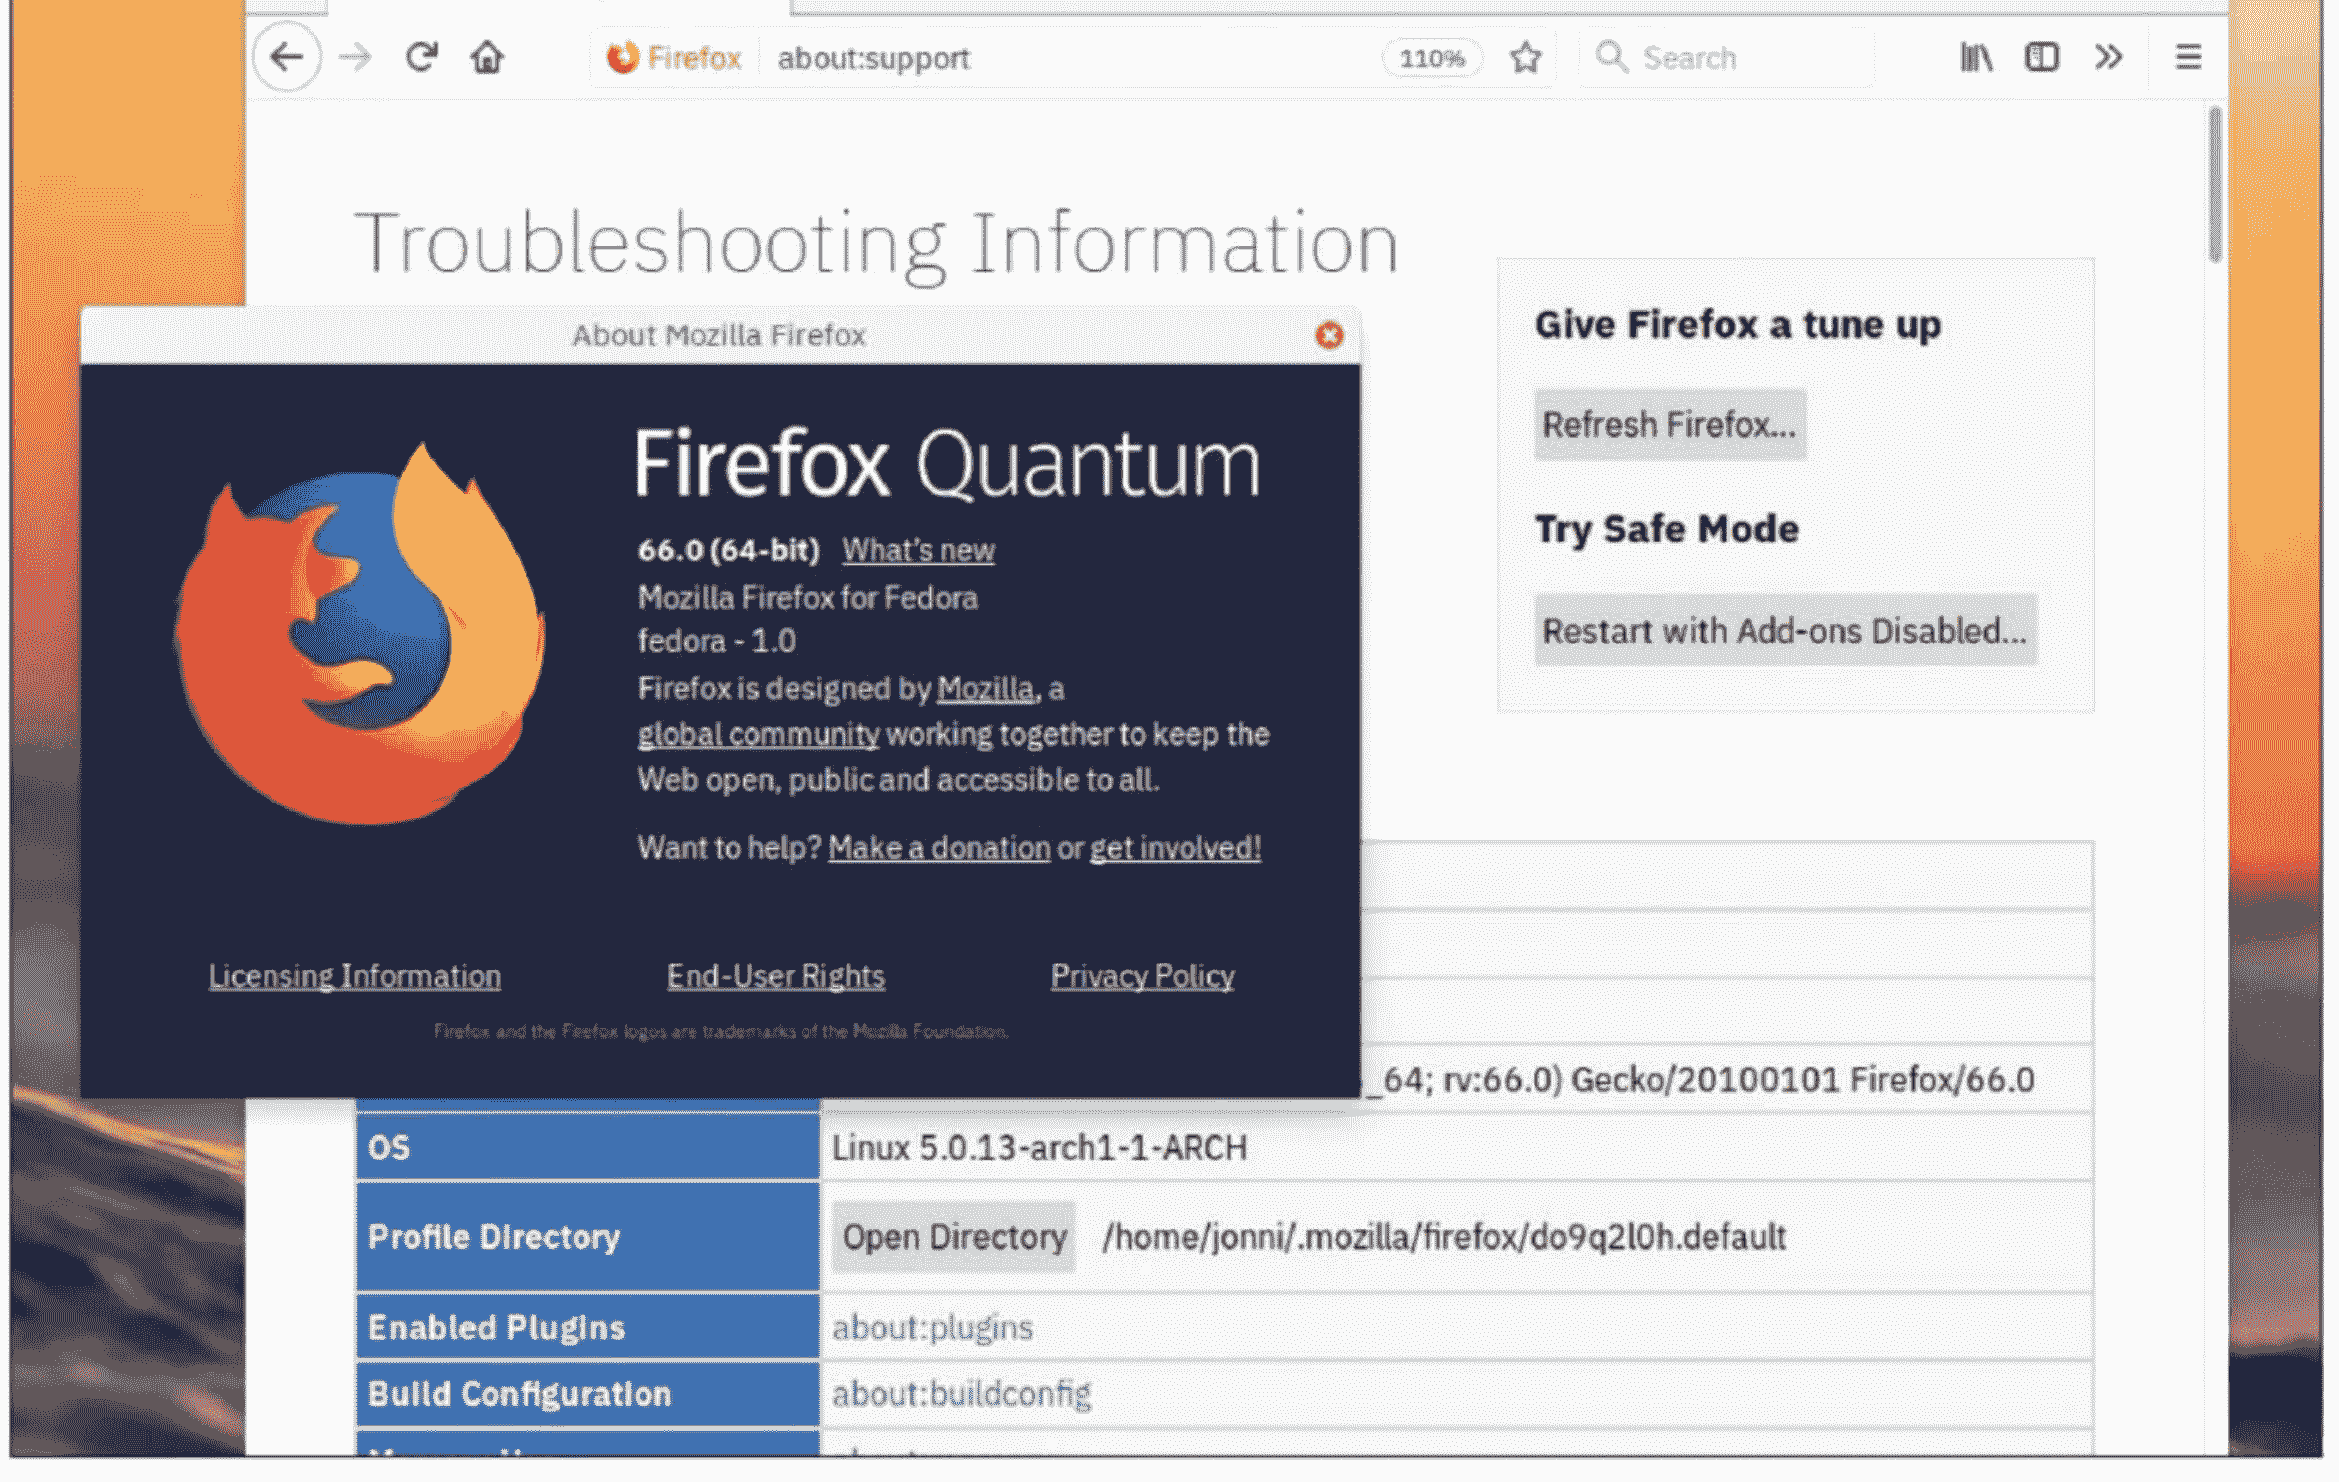 Firefox about:support 110% Search
Troubleshooting Information
Give Firefox a tune up
Refresh Firefox...
Try Safe Mode
Restart with Add-ons Disabled...
About Mozilla Firefox
Firefox Quantum
66.0 (64-bit) What's new
Mozilla Firefox for Fedora
fedora - 1.0
Firefox is designed by Mozilla, a
global community working together to keep the
Web open, public and accessible to all.
Want to help? Make a donation or get involved!
Licensing Information End-User Rights Privacy Policy
Firefox and the Firefox logos are trademarks of the Mozilla Foundation.
_64; rv:66.0) Gecko/20100101 Firefox/66.0
OS Linux 5.0.13-arch1-1-ARCH
Profile Directory Open Directory /home/jonni/.mozilla/firefox/do9q2l0h.default
Enabled Plugins about:plugins
Build Configuration about:buildconfig